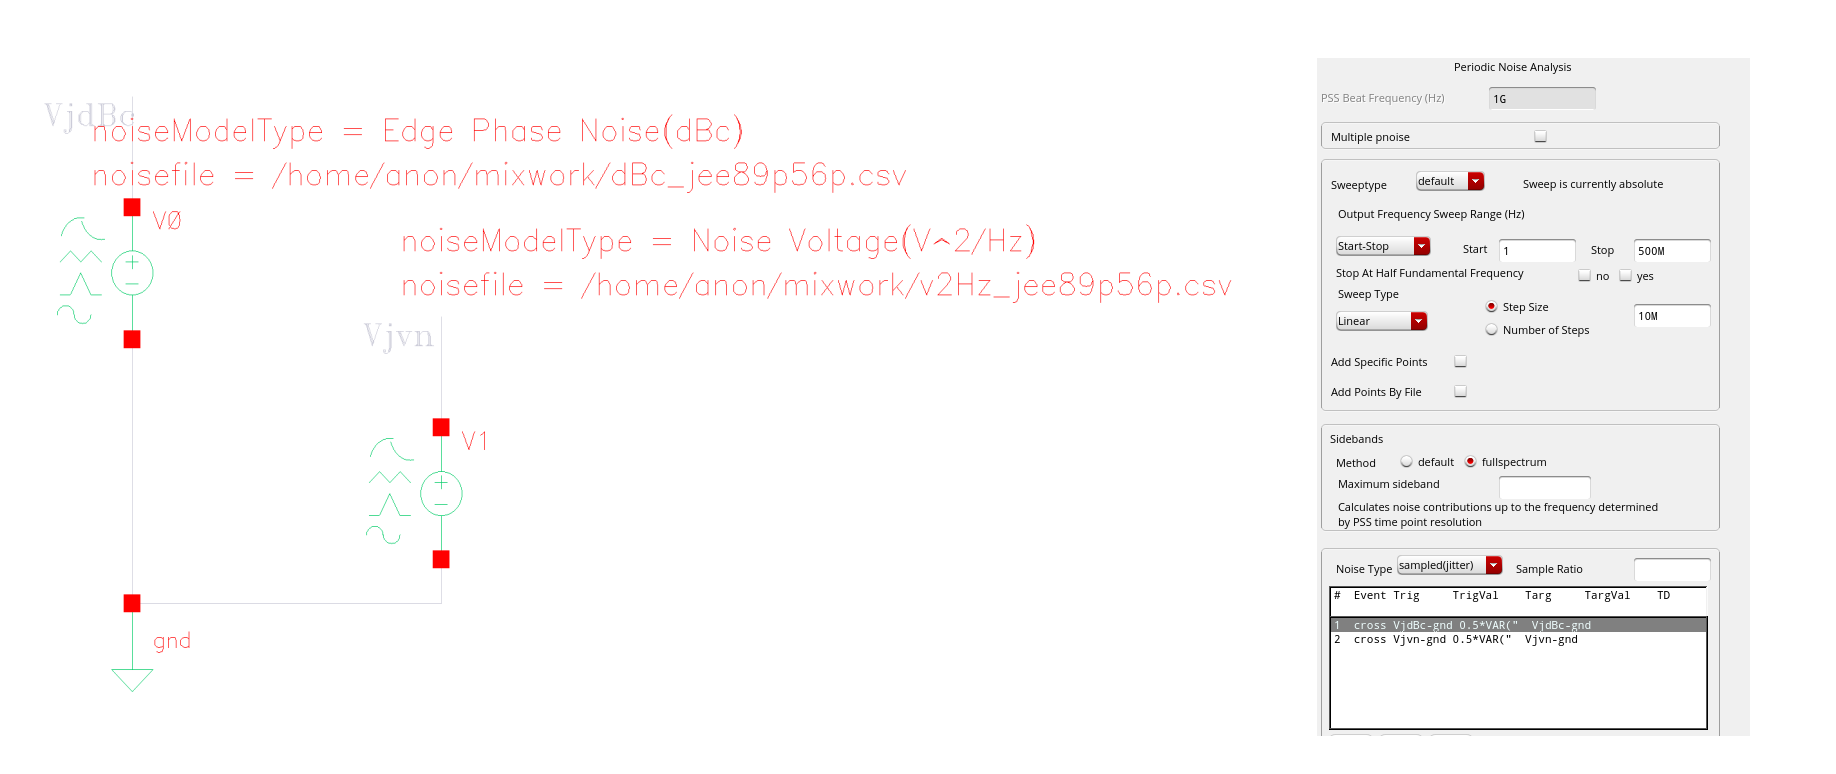 VjdBc
noiseModelType = Edge Phase Noise(dBc)
noisefile = /home/anon/mixwork/dBc_jee89p56p.csv
V0
noiseModelType = Noise Voltage(V^2/Hz)
noisefile = /home/anon/mixwork/v2Hz_jee89p56p.csv
Vjvn
V1
gnd
Periodic Noise Analysis
PSS Beat Frequency (Hz) 1G
Multiple pnoise
Sweeptype default Sweep is currently absolute
Output Frequency Sweep Range (Hz)
Start-Stop Start 1 Stop 500M
Stop At Half Fundamental Frequency no yes
Sweep Type
Linear Step Size 10M
Number of Steps
Add Specific Points
Add Points By File
Sidebands
Method default fullspectrum
Maximum sideband
Calculates noise contributions up to the frequency determined
by PSS time point resolution
Noise Type sampled(jitter) Sample Ratio
# Event Trig TrigVal Targ TargVal TD
1 cross VjdBc-gnd 0.5*VAR(" VjdBc-gnd
2 cross Vjvn-gnd 0.5*VAR(" Vjvn-gnd